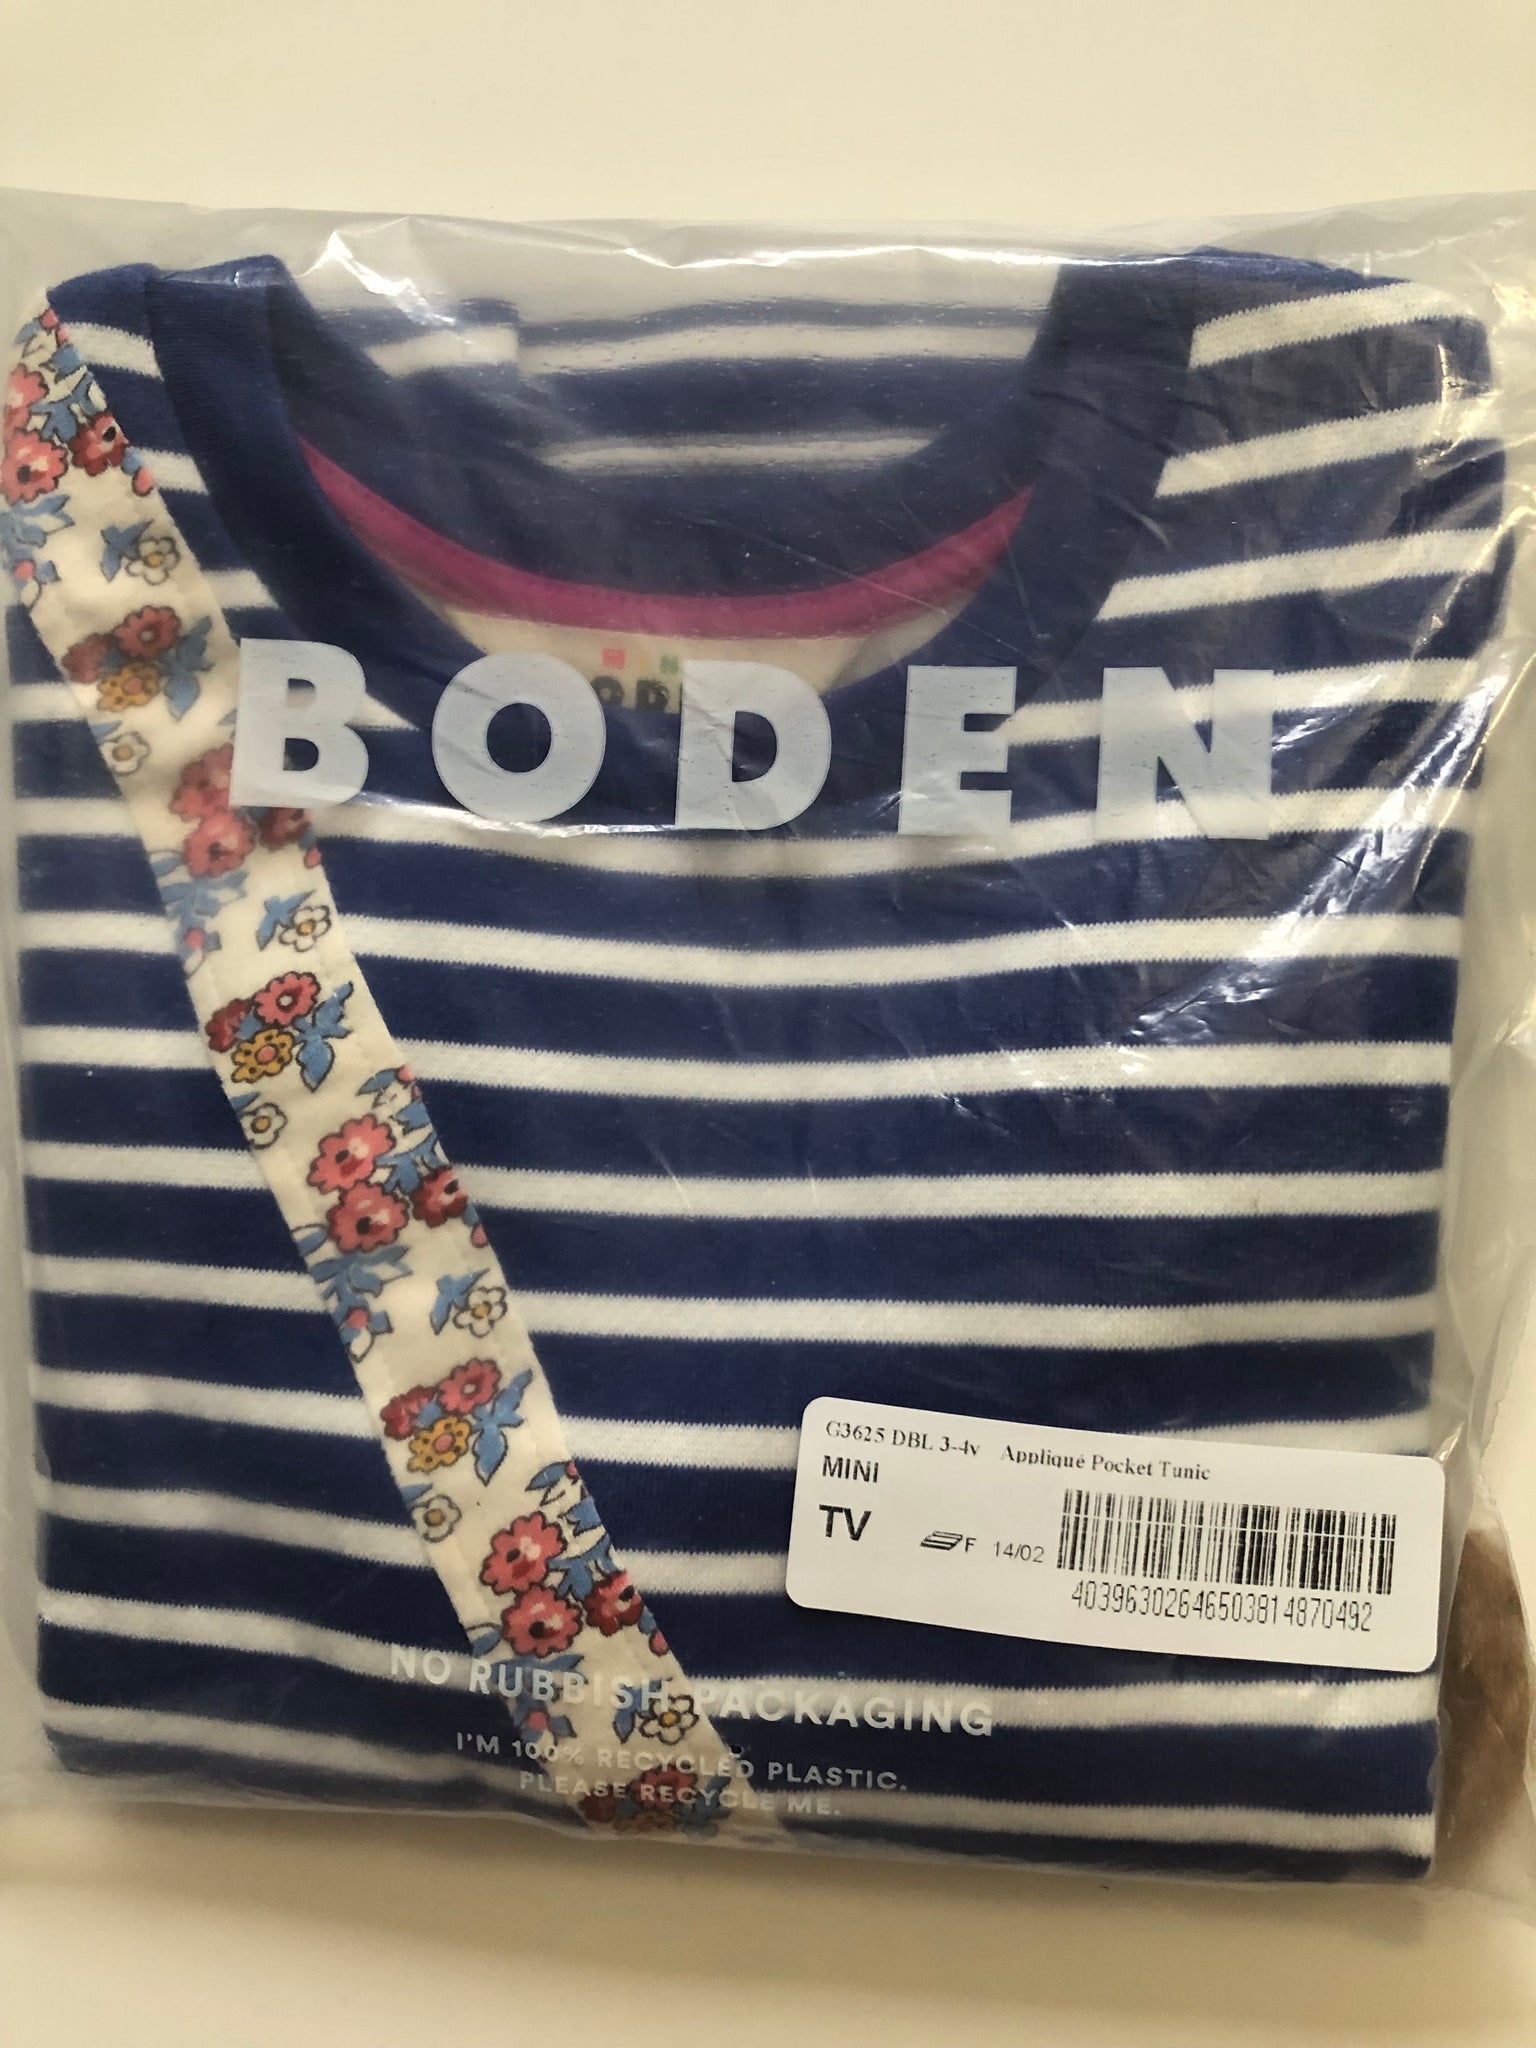 BODEN
G3625 DBL 3-4y Appliqué Pocket Tunic
MINI
TV
F 14/02
40396302646503814870492
NO RUBBISH PACKAGING
I'M 100% RECYCLED PLASTIC.
PLEASE RECYCLE ME.